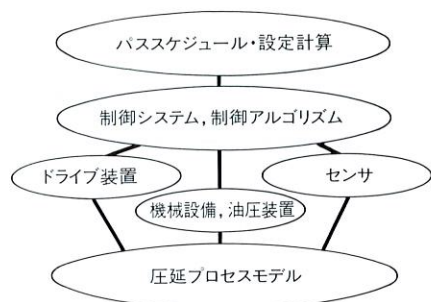 パススケジュール・設定計算
制御システム,制御アルゴリズム
ドライブ装置
センサ
機械設備,油圧装置
圧延プロセスモデル